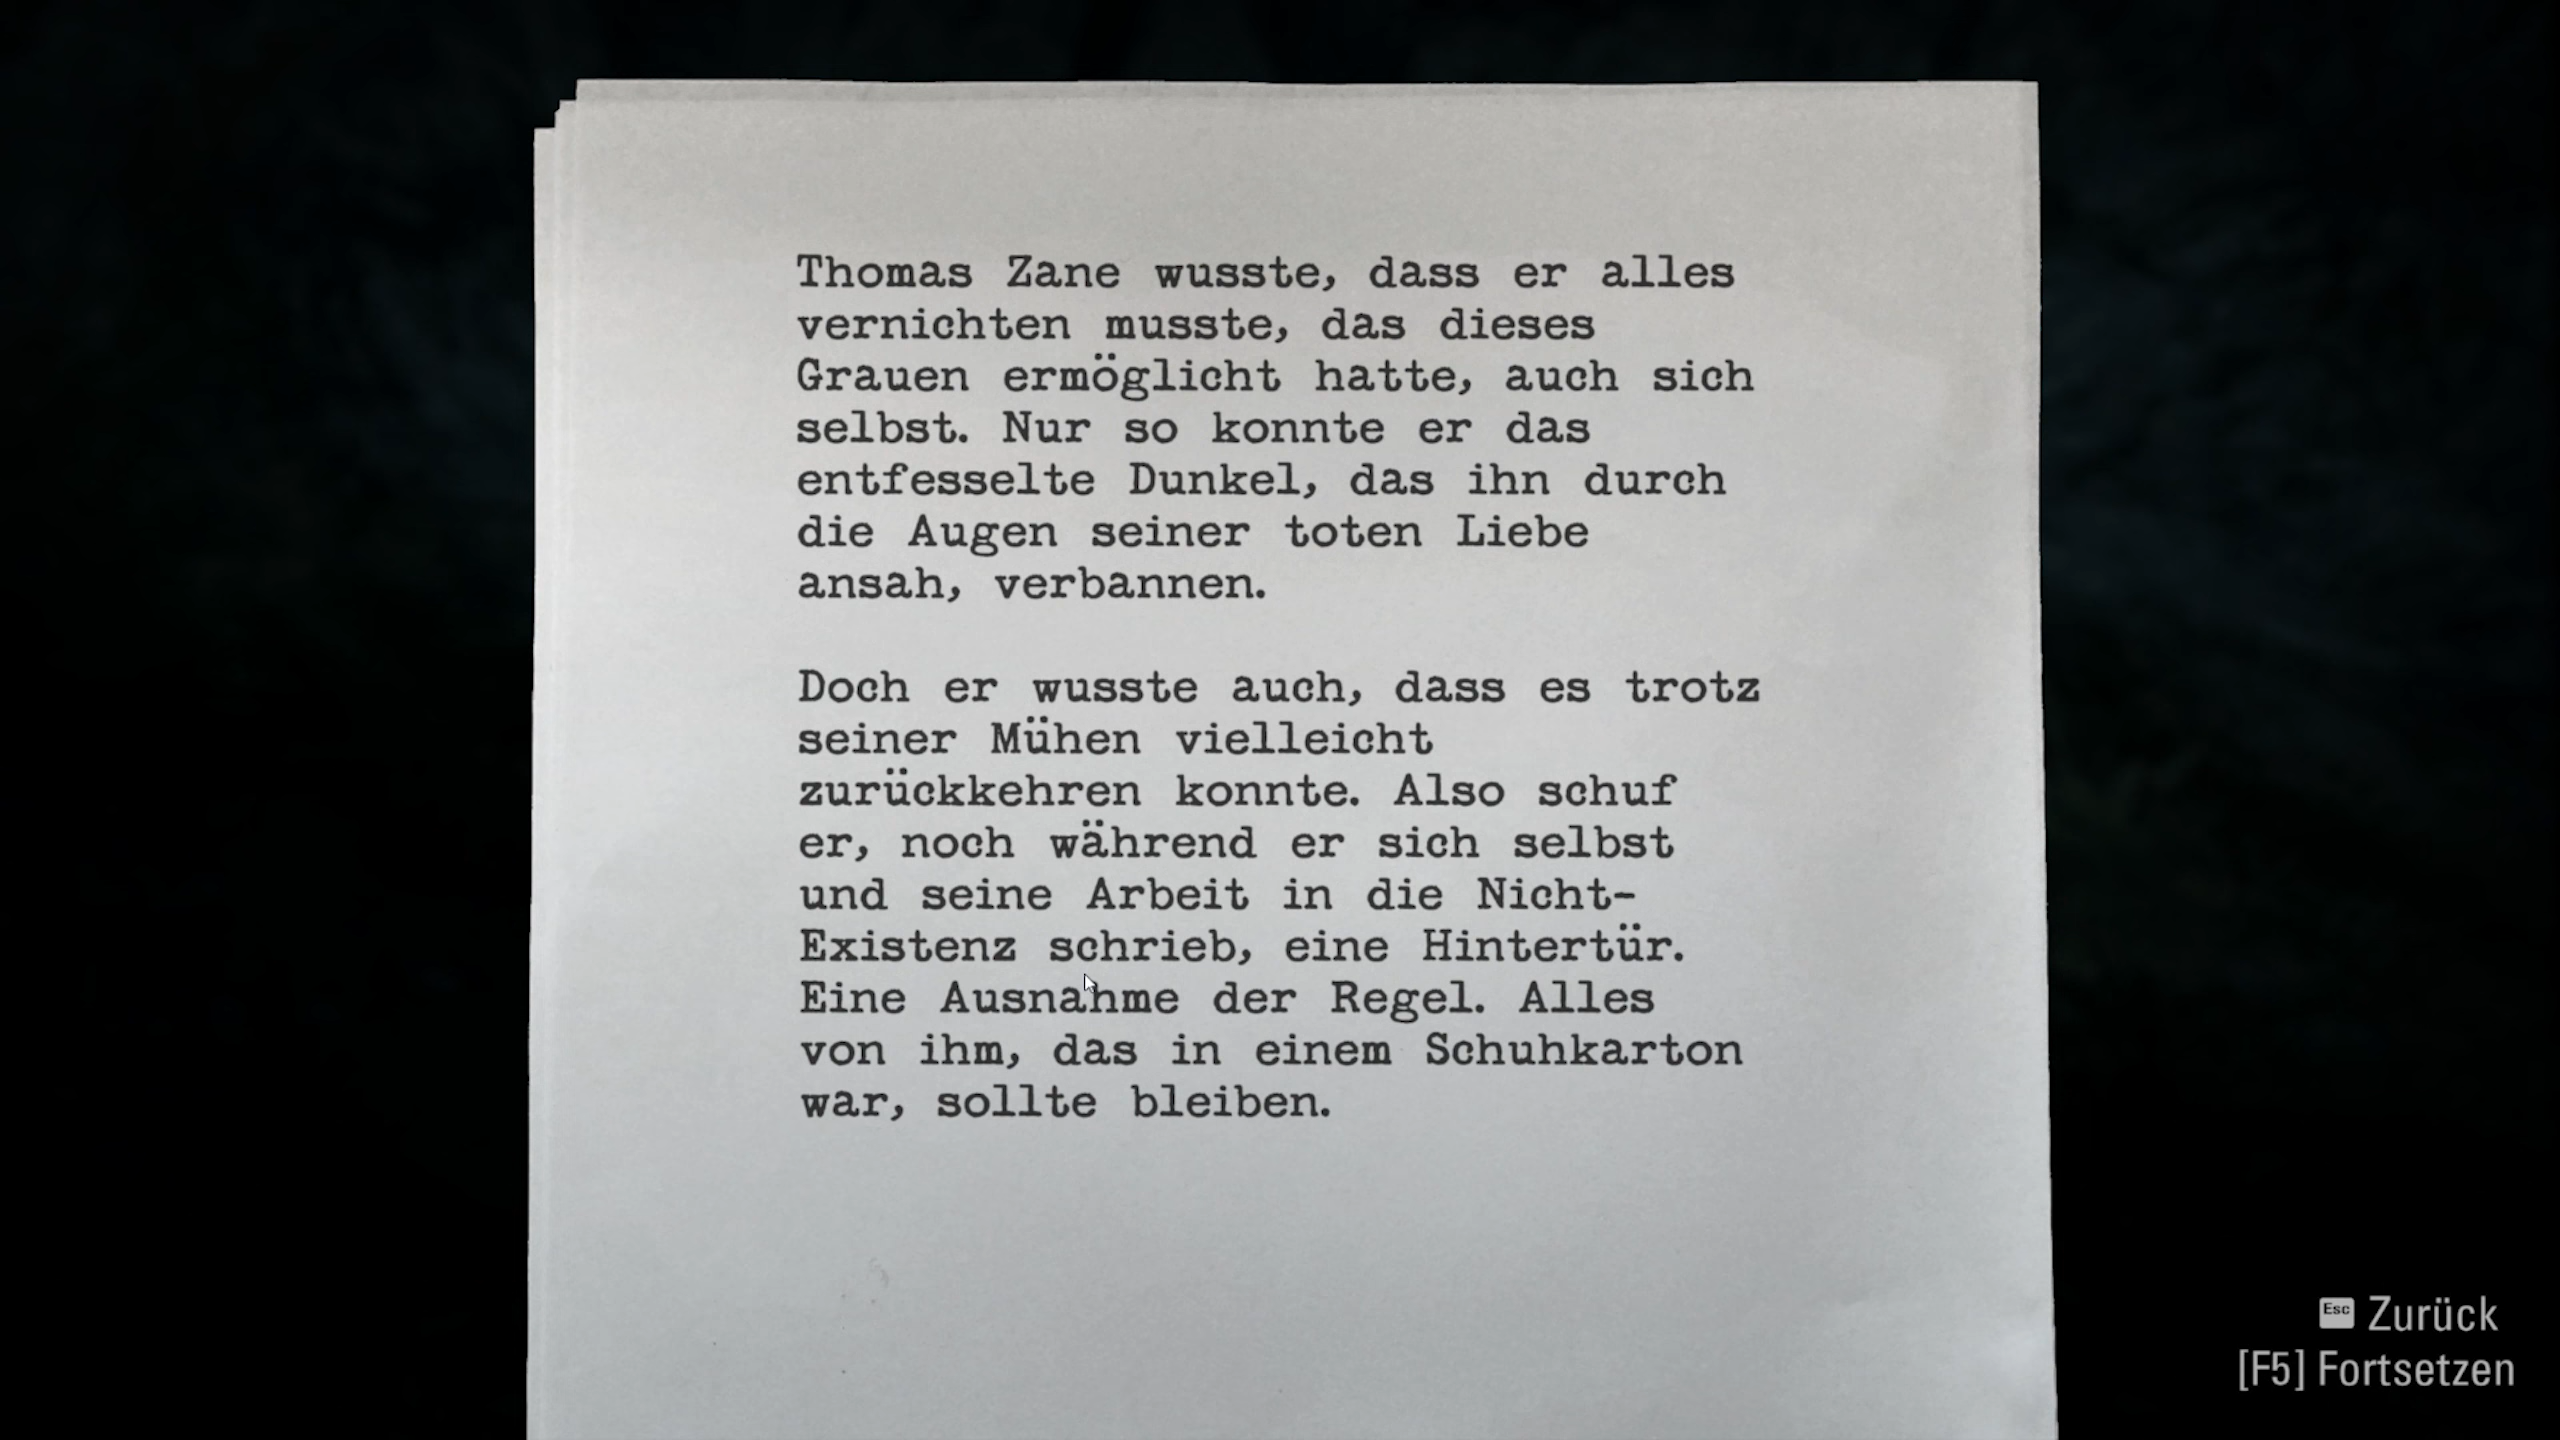 Thomas Zane wusste, dass er alles
vernichten musste, das dieses
Grauen ermöglicht hatte, auch sich
selbst. Nur so konnte er das
entfesselte Dunkel, das ihn durch
die Augen seiner toten Liebe
ansah, verbannen.
Doch er wusste auch, dass es trotz
seiner Mühen vielleicht
zurückkehren konnte. Also schuf
er, noch während er sich selbst
und seine Arbeit in die Nicht-
Existenz schrieb, eine Hintertür.
Eine Ausnahme der Regel. Alles
von ihm, das in einem Schuhkarton
war, sollte bleiben.
Esc Zurück
[F5] Fortsetzen